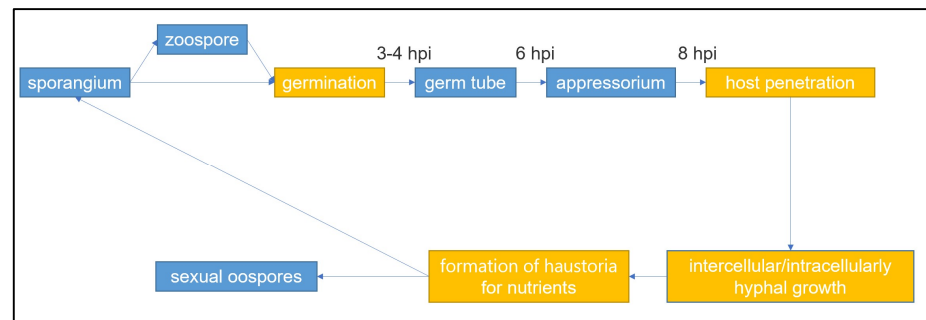 zoospore
3-4 hpi
6 hpi
8 hpi
sporangium
germination
germ tube
appressorium
host penetration
sexual oospores
formation of haustoria
for nutrients
intercellular/intracellularly
hyphal growth